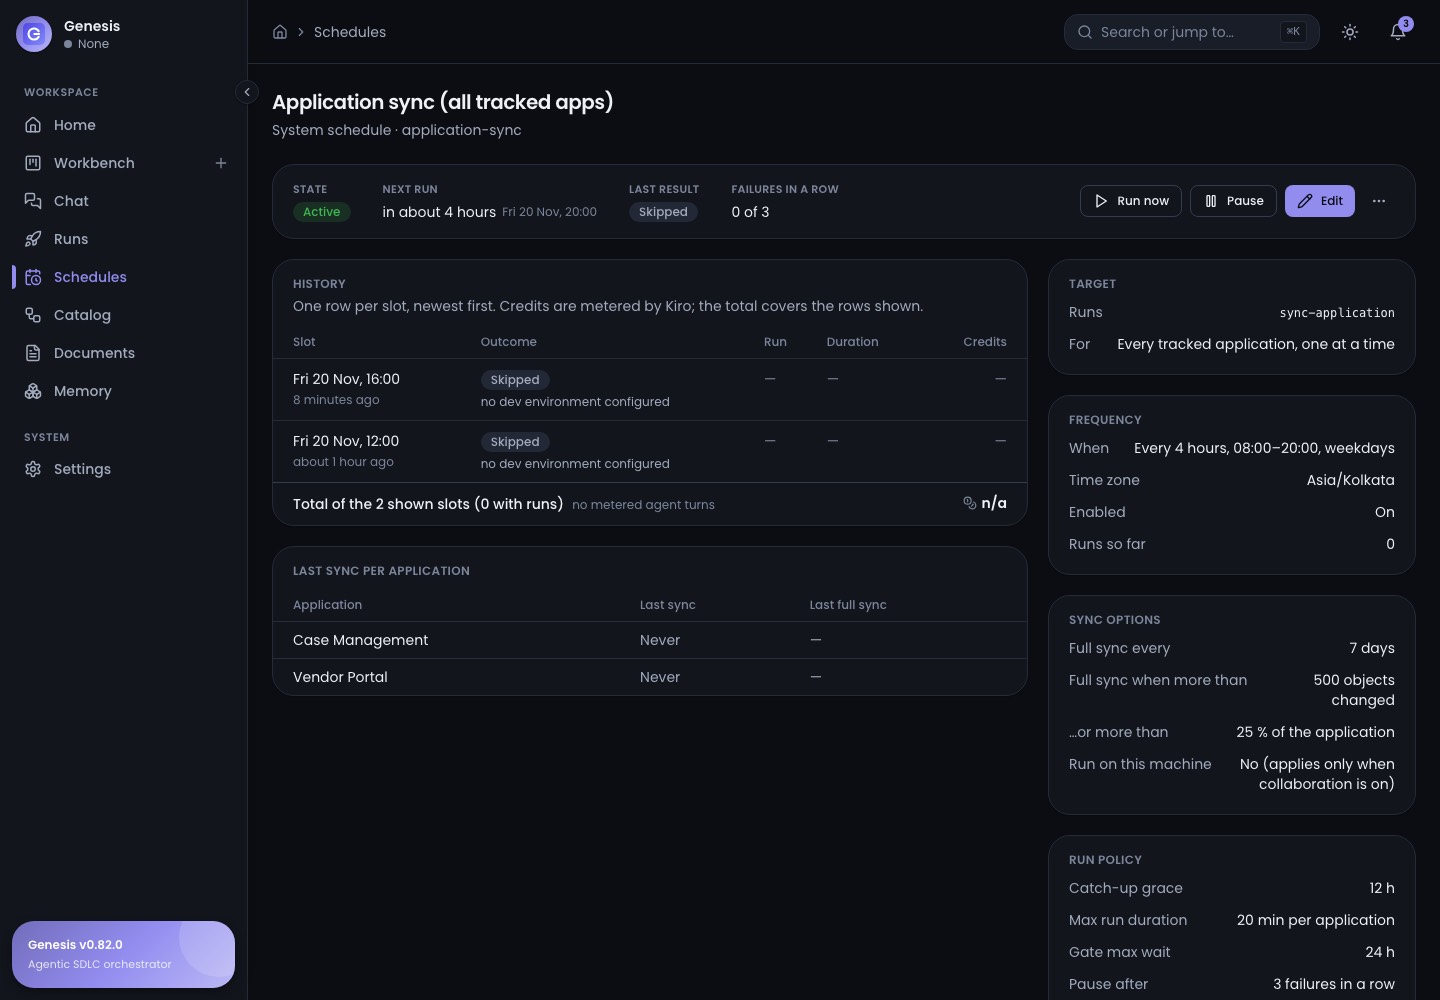 Genesis
None
WORKSPACE
Home
Workbench
Chat
Runs
Schedules
Catalog
Documents
Memory
SYSTEM
Settings
Genesis v0.82.0
Agentic SDLC orchestrator
Schedules
Search or jump to…
⌘K
3
Application sync (all tracked apps)
System schedule · application-sync
STATE
Active
NEXT RUN
in about 4 hours Fri 20 Nov, 20:00
LAST RESULT
Skipped
FAILURES IN A ROW
0 of 3
Run now
Pause
Edit
HISTORY
One row per slot, newest first. Credits are metered by Kiro; the total covers the rows shown.
Slot Outcome Run Duration Credits
Fri 20 Nov, 16:00 Skipped — — —
8 minutes ago no dev environment configured
Fri 20 Nov, 12:00 Skipped — — —
about 1 hour ago no dev environment configured
Total of the 2 shown slots (0 with runs) no metered agent turns n/a
LAST SYNC PER APPLICATION
Application Last sync Last full sync
Case Management Never —
Vendor Portal Never —
TARGET
Runs sync-application
For Every tracked application, one at a time
FREQUENCY
When Every 4 hours, 08:00–20:00, weekdays
Time zone Asia/Kolkata
Enabled On
Runs so far 0
SYNC OPTIONS
Full sync every 7 days
Full sync when more than 500 objects
changed
…or more than 25 % of the application
Run on this machine No (applies only when
collaboration is on)
RUN POLICY
Catch-up grace 12 h
Max run duration 20 min per application
Gate max wait 24 h
Pause after 3 failures in a row